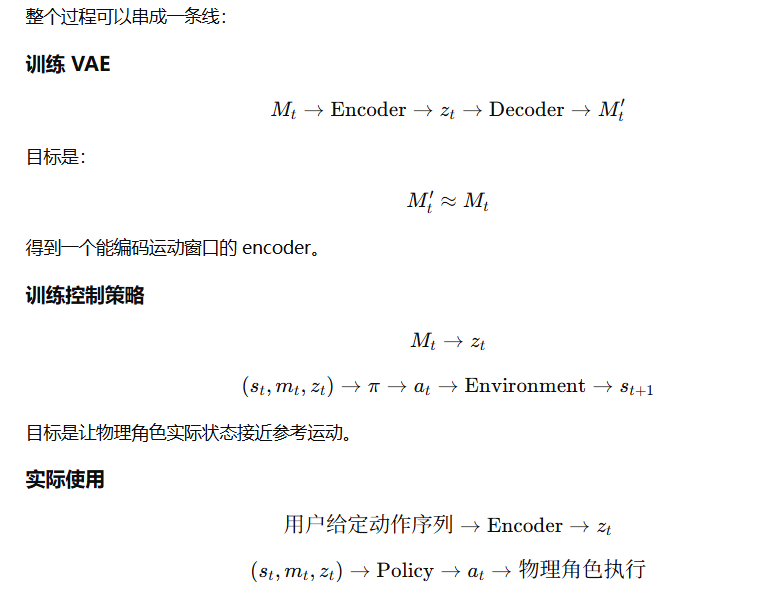 整个过程可以串成一条线：
训练 VAE
M_t → Encoder → z_t → Decoder → M'_t
目标是：
M'_t ≈ M_t
得到一个能编码运动窗口的 encoder。
训练控制策略
M_t → z_t
(s_t, m_t, z_t) → π → a_t → Environment → s_{t+1}
目标是让物理角色实际状态接近参考运动。
实际使用
用户给定动作序列 → Encoder → z_t
(s_t, m_t, z_t) → Policy → a_t → 物理角色执行